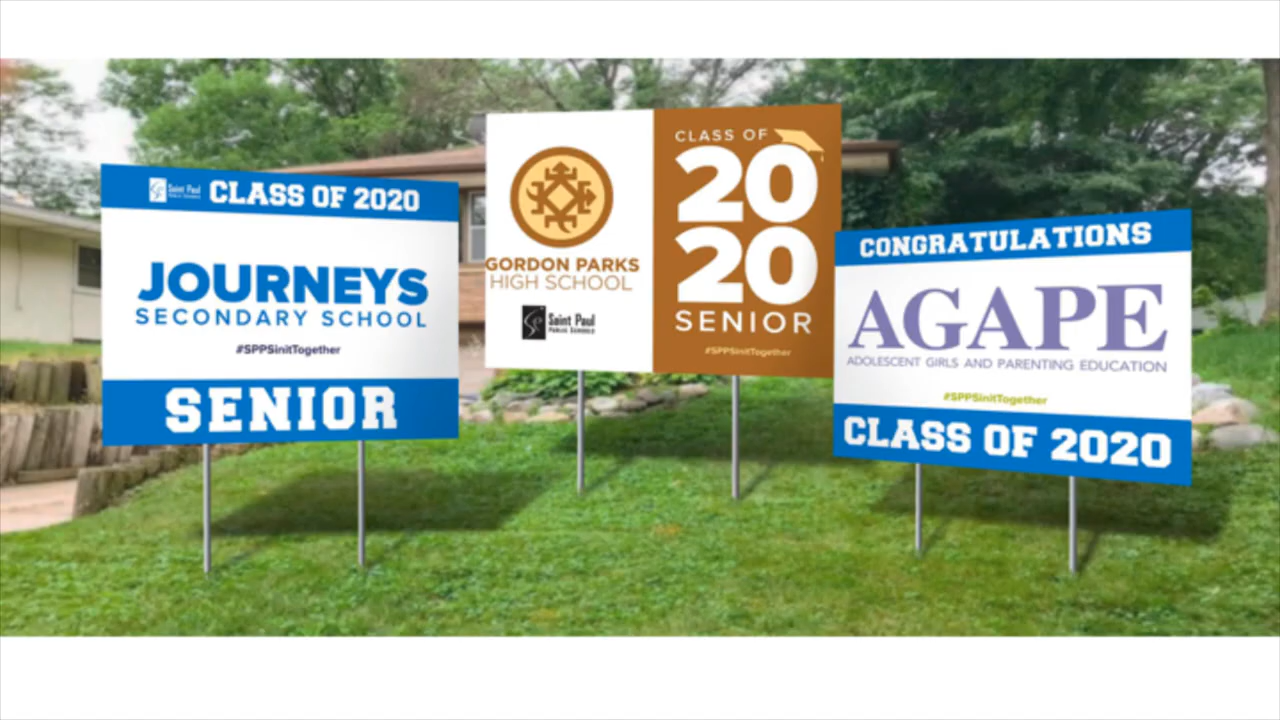 Saint Paul
PUBLIC SCHOOLS
CLASS OF 2020
JOURNEYS
SECONDARY SCHOOL
#SPPSinitTogether
SENIOR
GORDON PARKS
HIGH SCHOOL
Saint Paul
PUBLIC SCHOOLS
CLASS OF
20
20
SENIOR
#SPPSinitTogether
CONGRATULATIONS
AGAPE
ADOLESCENT GIRLS AND PARENTING EDUCATION
#SPPSinitTogether
CLASS OF 2020